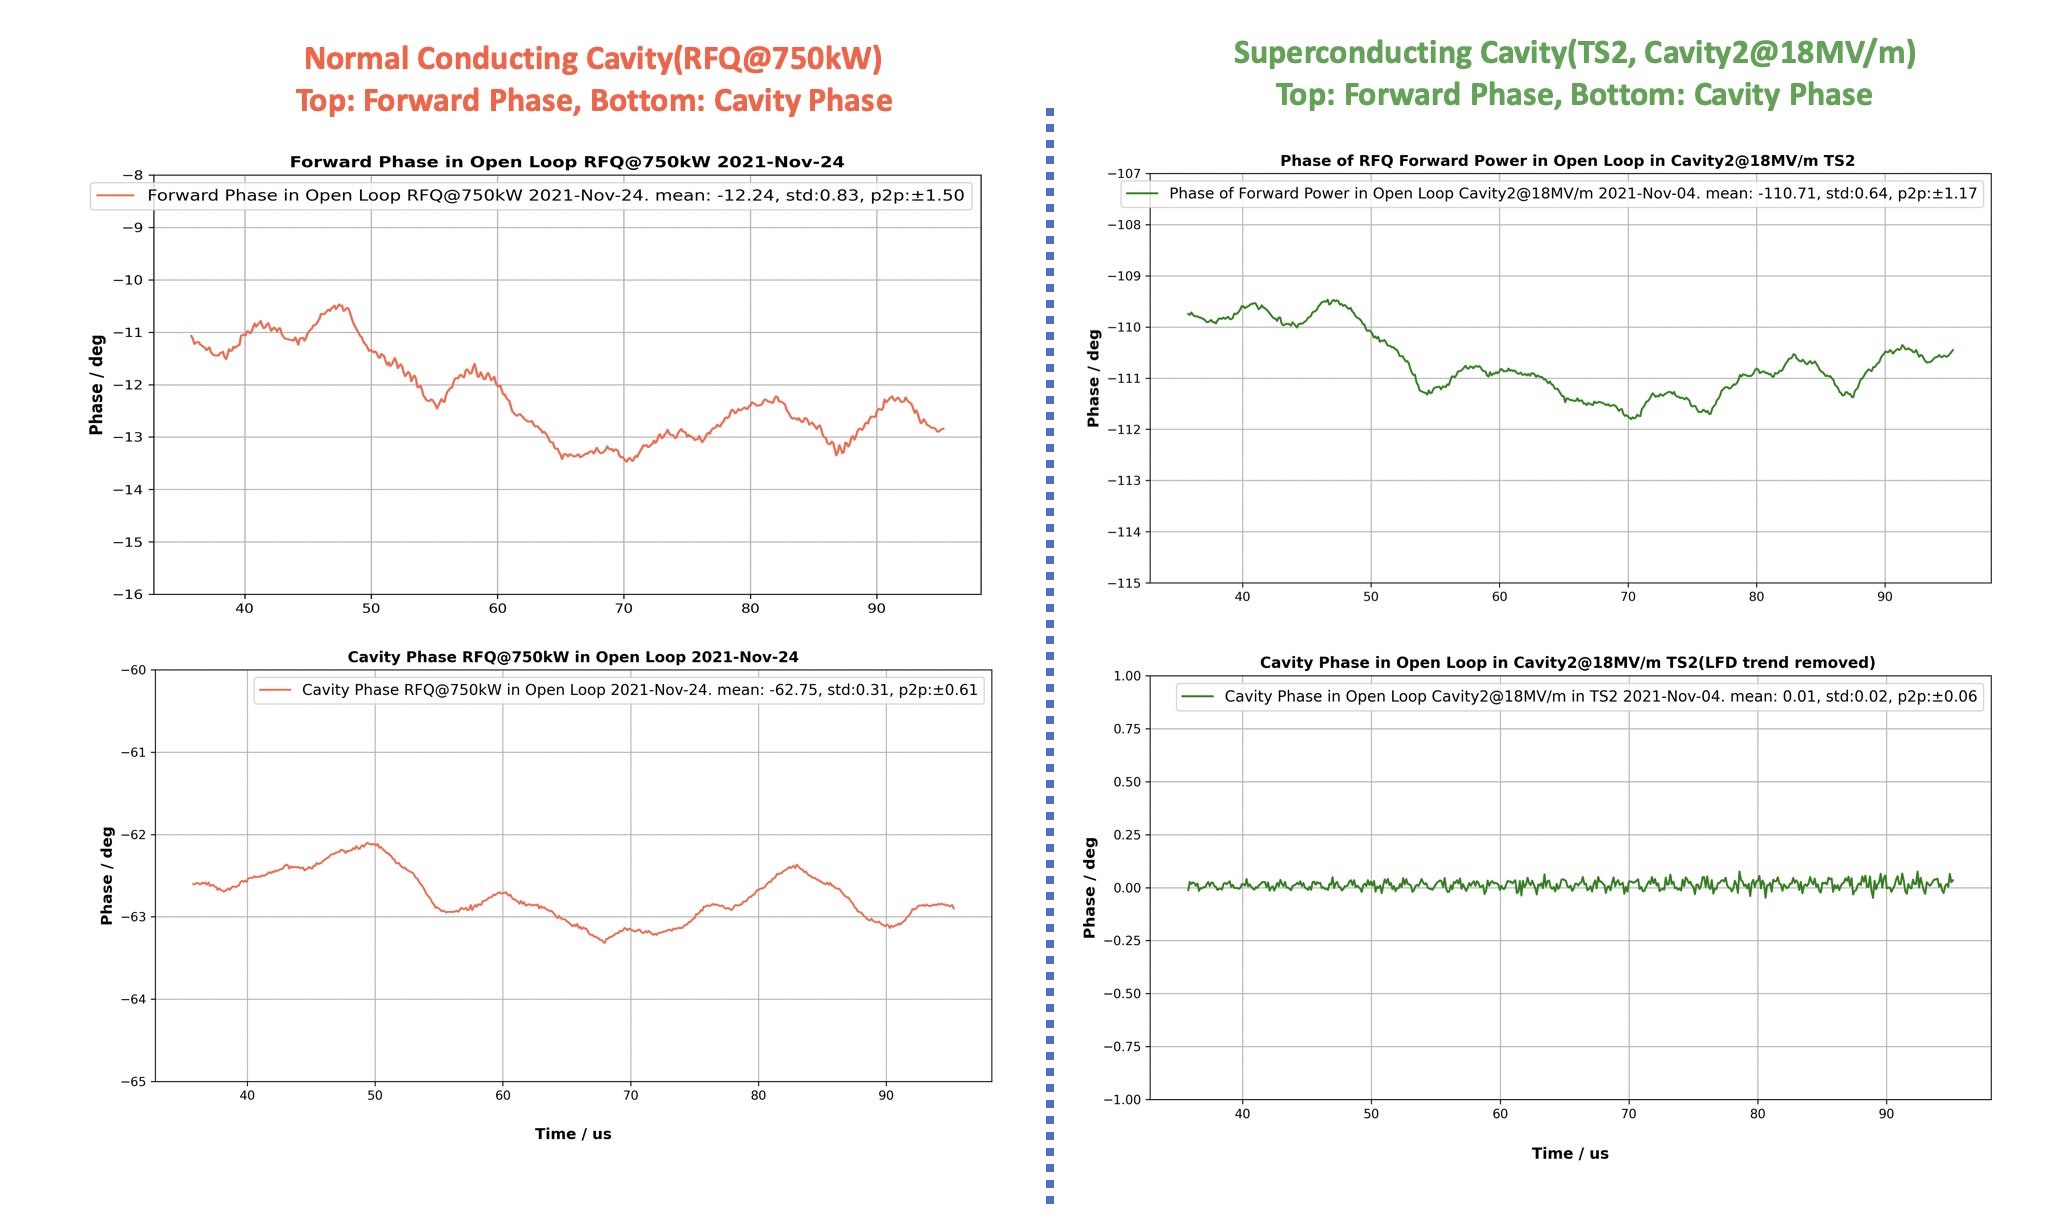 Normal Conducting Cavity(RFQ@750kW)
Top: Forward Phase, Bottom: Cavity Phase
Forward Phase in Open Loop RFQ@750kW 2021-Nov-24
Forward Phase in Open Loop RFQ@750kW 2021-Nov-24. mean: -12.24, std:0.83, p2p:±1.50
Phase / deg
−8
−9
−10
−11
−12
−13
−14
−15
−16
40 50 60 70 80 90
Cavity Phase RFQ@750kW in Open Loop 2021-Nov-24
Cavity Phase RFQ@750kW in Open Loop 2021-Nov-24. mean: -62.75, std:0.31, p2p:±0.61
Phase / deg
−60
−61
−62
−63
−64
−65
40 50 60 70 80 90
Time / us
Superconducting Cavity(TS2, Cavity2@18MV/m)
Top: Forward Phase, Bottom: Cavity Phase
Phase of RFQ Forward Power in Open Loop in Cavity2@18MV/m TS2
Phase of Forward Power in Open Loop Cavity2@18MV/m 2021-Nov-04. mean: -110.71, std:0.64, p2p:±1.17
Phase / deg
−107
−108
−109
−110
−111
−112
−113
−114
−115
40 50 60 70 80 90
Cavity Phase in Open Loop in Cavity2@18MV/m TS2(LFD trend removed)
Cavity Phase in Open Loop Cavity2@18MV/m in TS2 2021-Nov-04. mean: 0.01, std:0.02, p2p:±0.06
Phase / deg
1.00
0.75
0.50
0.25
0.00
−0.25
−0.50
−0.75
−1.00
40 50 60 70 80 90
Time / us